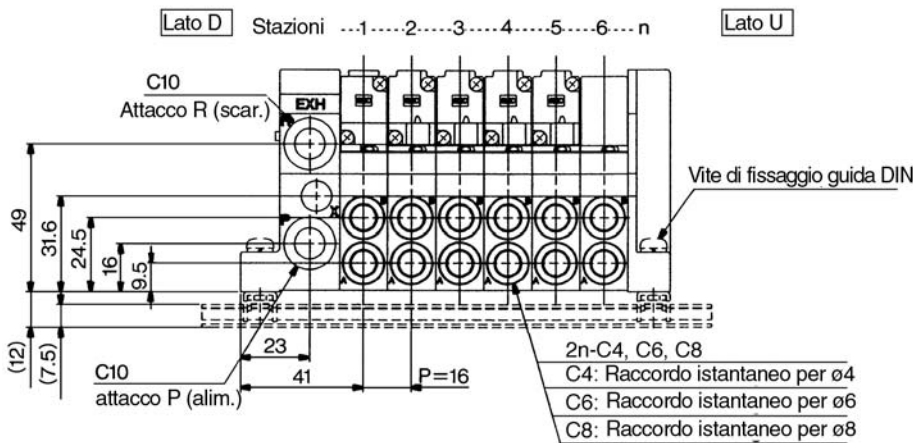 Lato D
Stazioni
1 2 3 4 5 6 n
Lato U
C10
Attacco R (scar.)
EXH
R
X
P
B B B B B B
A A A A A A
Vite di fissaggio guida DIN
49
31.6
24.5
16
9.5
(12)
(7.5)
23
41
P=16
C10
attacco P (alim.)
2n-C4, C6, C8
C4: Raccordo istantaneo per ø4
C6: Raccordo istantaneo per ø6
C8: Raccordo istantaneo per ø8